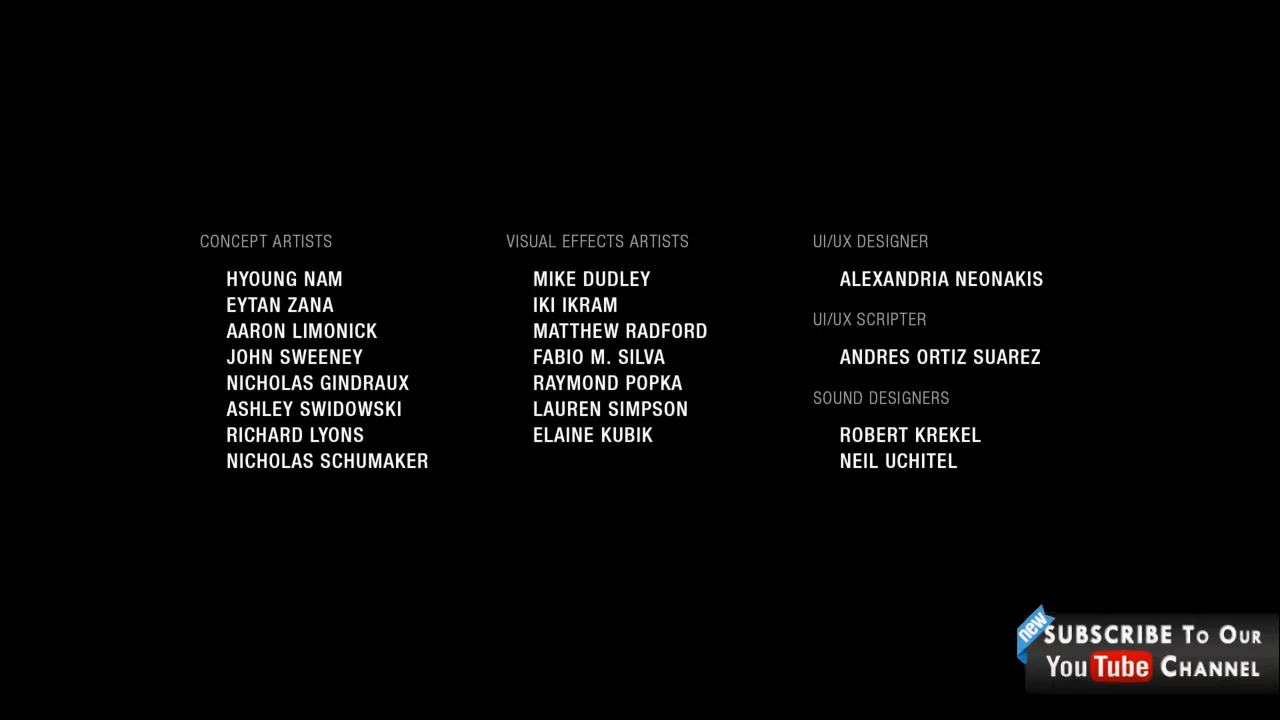 CONCEPT ARTISTS
HYOUNG NAM
EYTAN ZANA
AARON LIMONICK
JOHN SWEENEY
NICHOLAS GINDRAUX
ASHLEY SWIDOWSKI
RICHARD LYONS
NICHOLAS SCHUMAKER
VISUAL EFFECTS ARTISTS
MIKE DUDLEY
IKI IKRAM
MATTHEW RADFORD
FABIO M. SILVA
RAYMOND POPKA
LAUREN SIMPSON
ELAINE KUBIK
UI/UX DESIGNER
ALEXANDRIA NEONAKIS
UI/UX SCRIPTER
ANDRES ORTIZ SUAREZ
SOUND DESIGNERS
ROBERT KREKEL
NEIL UCHITEL
new
SUBSCRIBE TO OUR
YouTube CHANNEL